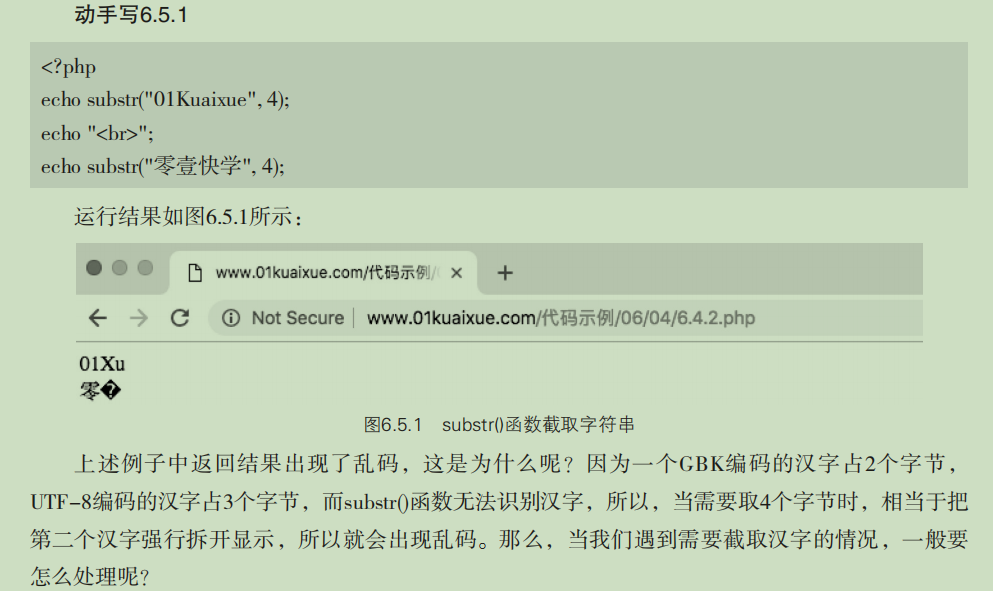 动手写6.5.1
<?php
echo substr("01Kuaixue", 4);
echo "<br>";
echo substr("零壹快学", 4);
运行结果如图6.5.1所示：
www.01kuaixue.com/代码示例/
Not Secure | www.01kuaixue.com/代码示例/06/04/6.4.2.php
01Xu
零�
图6.5.1 substr()函数截取字符串
上述例子中返回结果出现了乱码，这是为什么呢？因为一个GBK编码的汉字占2个字节，
UTF-8编码的汉字占3个字节，而substr()函数无法识别汉字，所以，当需要取4个字节时，相当于把
第二个汉字强行拆开显示，所以就会出现乱码。那么，当我们遇到需要截取汉字的情况，一般要
怎么处理呢？